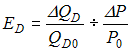 E_D = ΔQ_D / Q_D0 ÷ ΔP / P_0